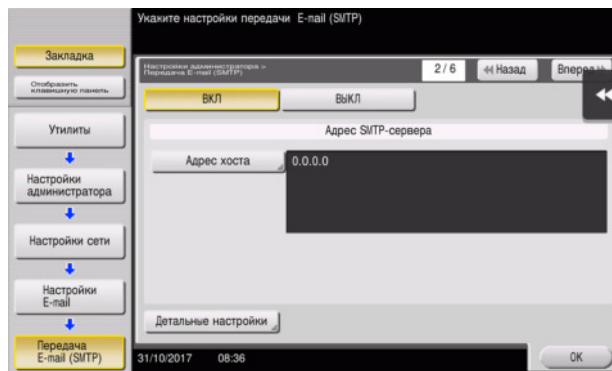 Укажите настройки передачи E-mail (SMTP)
Закладка
Отобразить
клавишную панель
Утилиты
Настройки
администратора
Настройки сети
Настройки
E-mail
Передача
E-mail (SMTP)
Настройки администратора >
Передача E-mail (SMTP)
2/6
Назад
Вперед
ВКЛ
ВЫКЛ
Адрес SMTP-сервера
Адрес хоста
0.0.0.0
Детальные настройки
31/10/2017 08:36
OK